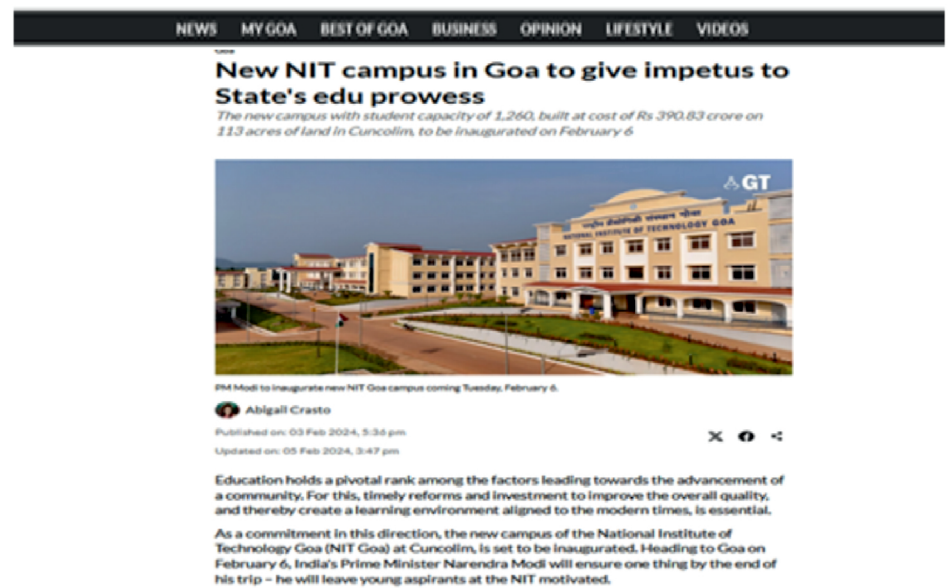 NEWS MY GOA BEST OF GOA BUSINESS OPINION LIFESTYLE VIDEOS
Goa
New NIT campus in Goa to give impetus to
State's edu prowess
The new campus with student capacity of 1,260, built at cost of Rs 390.83 crore on
113 acres of land in Cuncolim, to be inaugurated on February 6
GT
राष्ट्रीय प्रौद्योगिकी संस्थान गोवा
NATIONAL INSTITUTE OF TECHNOLOGY GOA
PM Modi to inaugurate new NIT Goa campus coming Tuesday, February 6.
Abigail Crasto
Published on: 03 Feb 2024, 5:36 pm
Updated on: 05 Feb 2024, 3:47 pm
Education holds a pivotal rank among the factors leading towards the advancement of
a community. For this, timely reforms and investment to improve the overall quality,
and thereby create a learning environment aligned to the modern times, is essential.
As a commitment in this direction, the new campus of the National Institute of
Technology Goa (NIT Goa) at Cuncolim, is set to be inaugurated. Heading to Goa on
February 6, India's Prime Minister Narendra Modi will ensure one thing by the end of
his trip – he will leave young aspirants at the NIT motivated.